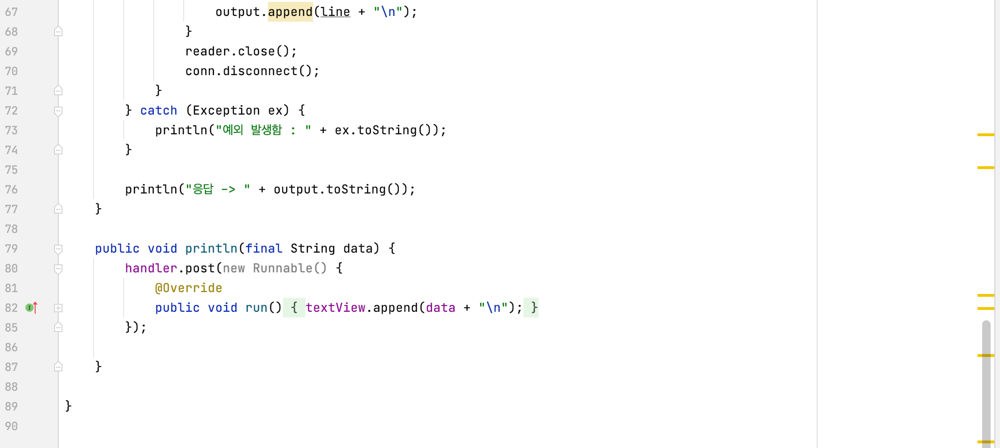 67                            output.append(line + "\n");
68                        }
69                        reader.close();
70                        conn.disconnect();
71                    }
72                } catch (Exception ex) {
73                    println("예외 발생함 : " + ex.toString());
74                }
75
76                println("응답 -> " + output.toString());
77            }
78
79            public void println(final String data) {
80                handler.post(new Runnable() {
81                    @Override
82                    public void run() { textView.append(data + "\n"); }
85                });
86
87            }
88
89        }
90